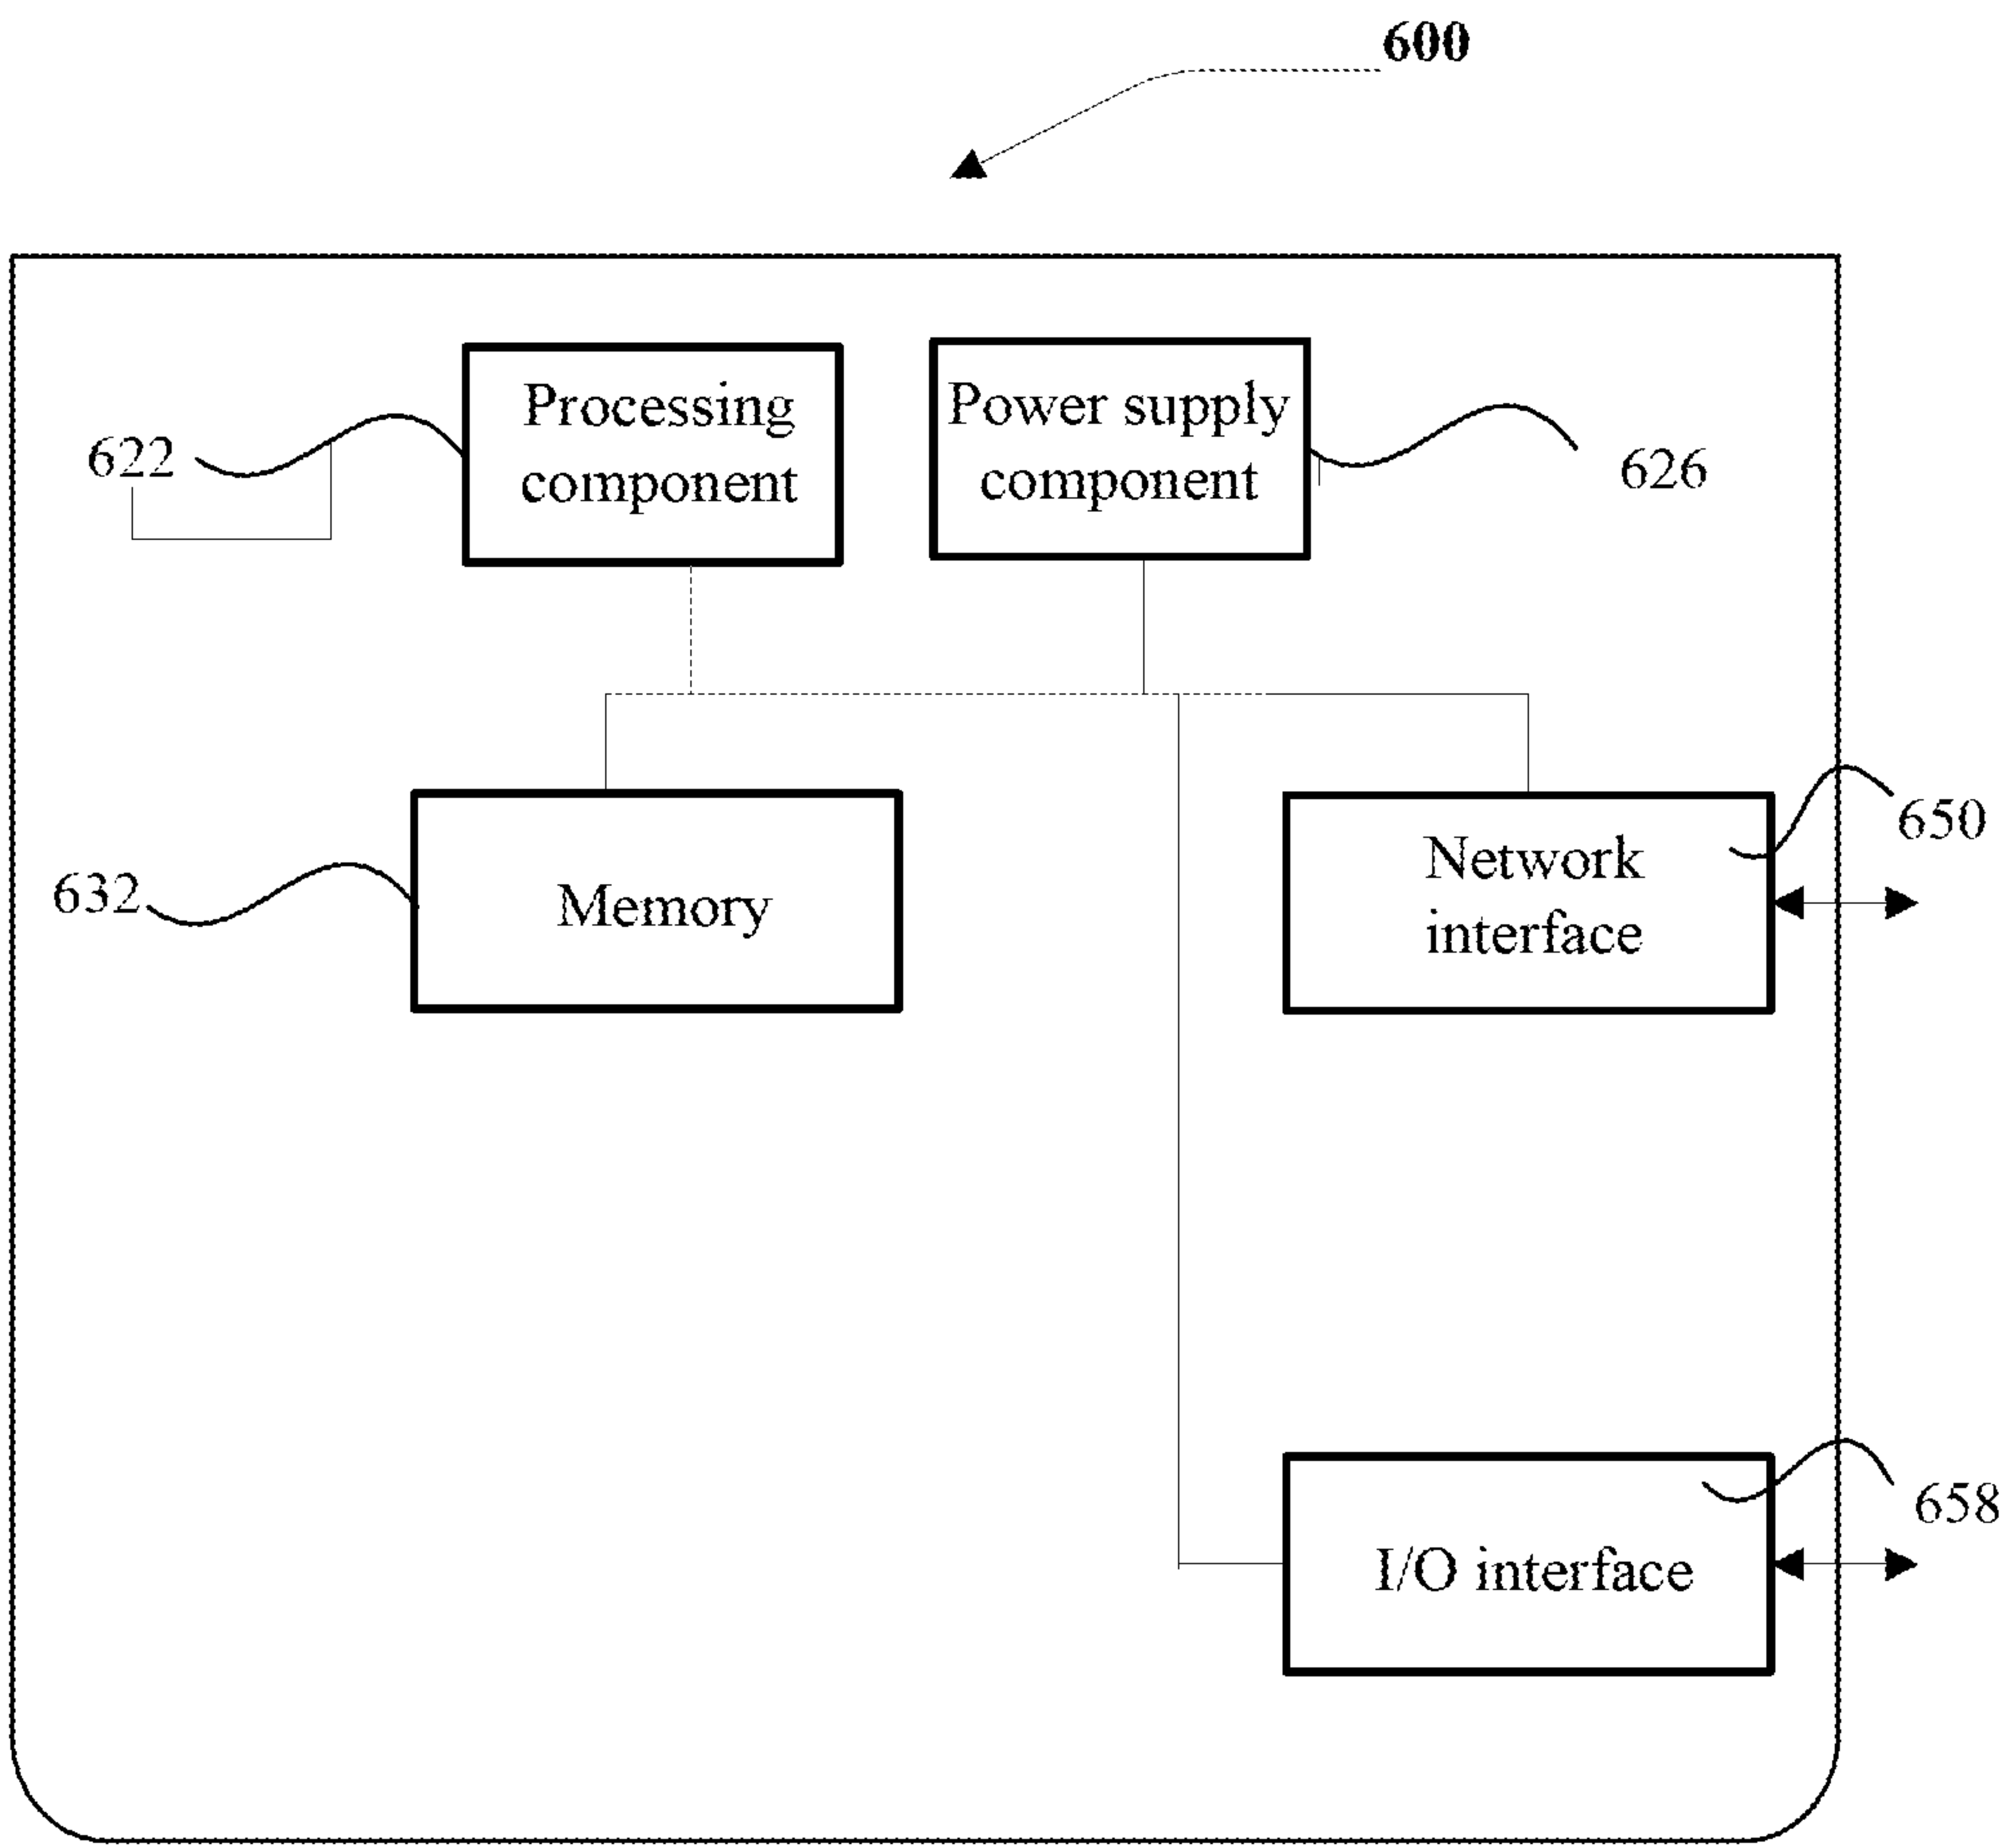 600
622
Processing
component
Power supply
component
626
632
Memory
Network
interface
650
I/O interface
658